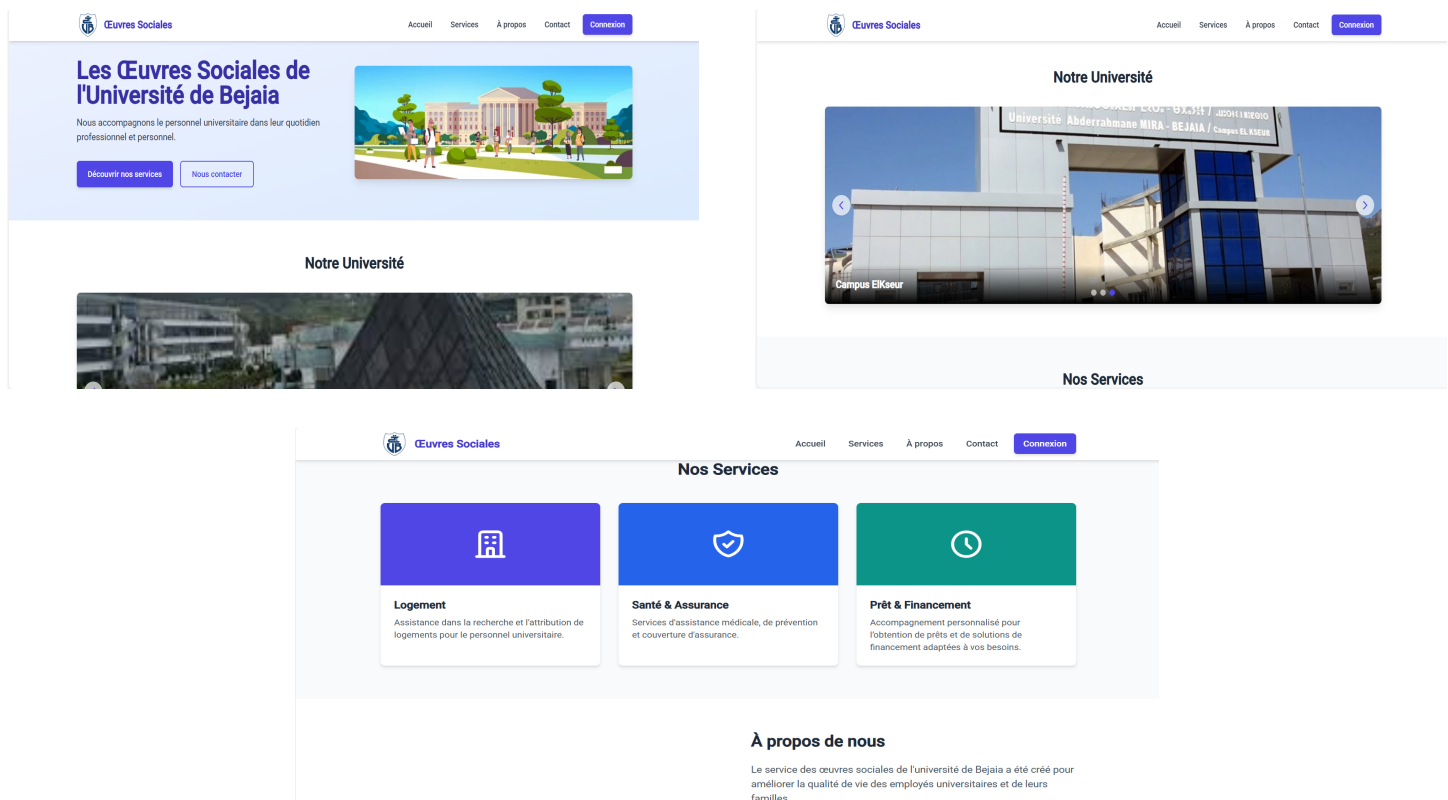 Œuvres Sociales
Accueil Services À propos Contact Connexion
Les Œuvres Sociales de
l'Université de Bejaia
Nous accompagnons le personnel universitaire dans leur quotidien
professionnel et personnel.
Découvrir nos services Nous contacter
Notre Université
Œuvres Sociales
Accueil Services À propos Contact Connexion
Notre Université
Université Abderrahmane MIRA - BEJAIA / Campus EL KSEUR
Campus ElKseur
Nos Services
Œuvres Sociales
Accueil Services À propos Contact Connexion
Nos Services
Logement
Assistance dans la recherche et l'attribution de
logements pour le personnel universitaire.
Santé & Assurance
Services d'assistance médicale, de prévention
et couverture d'assurance.
Prêt & Financement
Accompagnement personnalisé pour
l'obtention de prêts et de solutions de
financement adaptées à vos besoins.
À propos de nous
Le service des œuvres sociales de l'université de Bejaia a été créé pour
améliorer la qualité de vie des employés universitaires et de leurs
familles